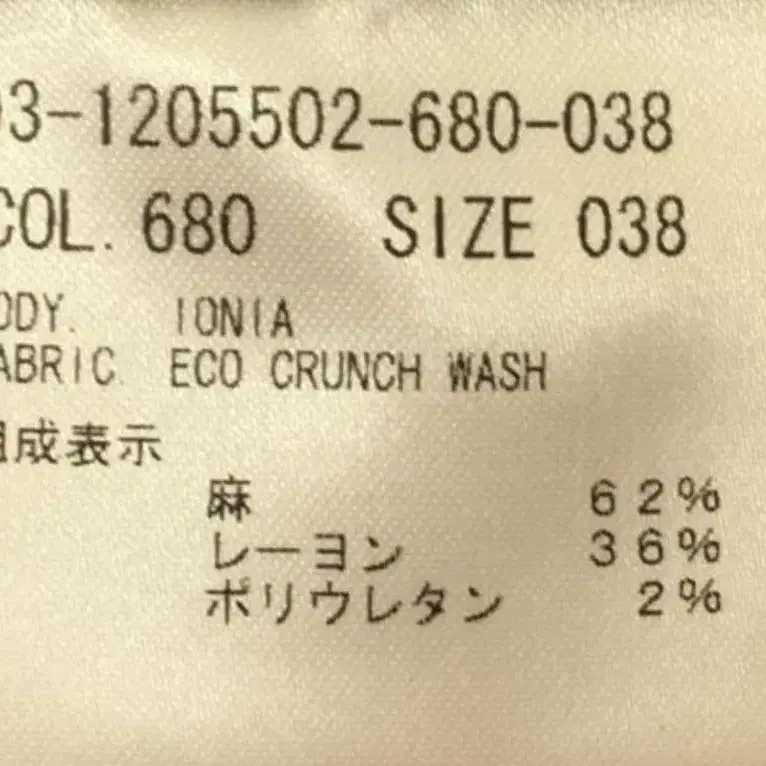 03-1205502-680-038
COL. 680 SIZE 038
ODY. IONIA
ABRIC. ECO CRUNCH WASH
組成表示
麻 62%
レーヨン 36%
ポリウレタン 2%